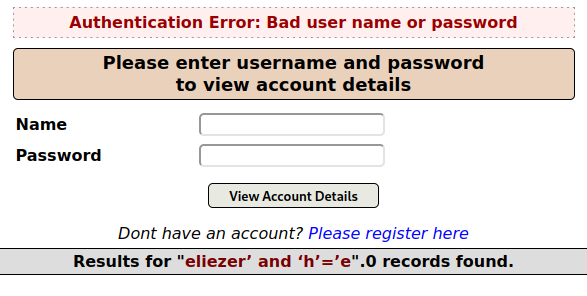 Authentication Error: Bad user name or password
Please enter username and password
to view account details
Name
Password
View Account Details
Dont have an account? Please register here
Results for "eliezer’ and ‘h’=’e".0 records found.